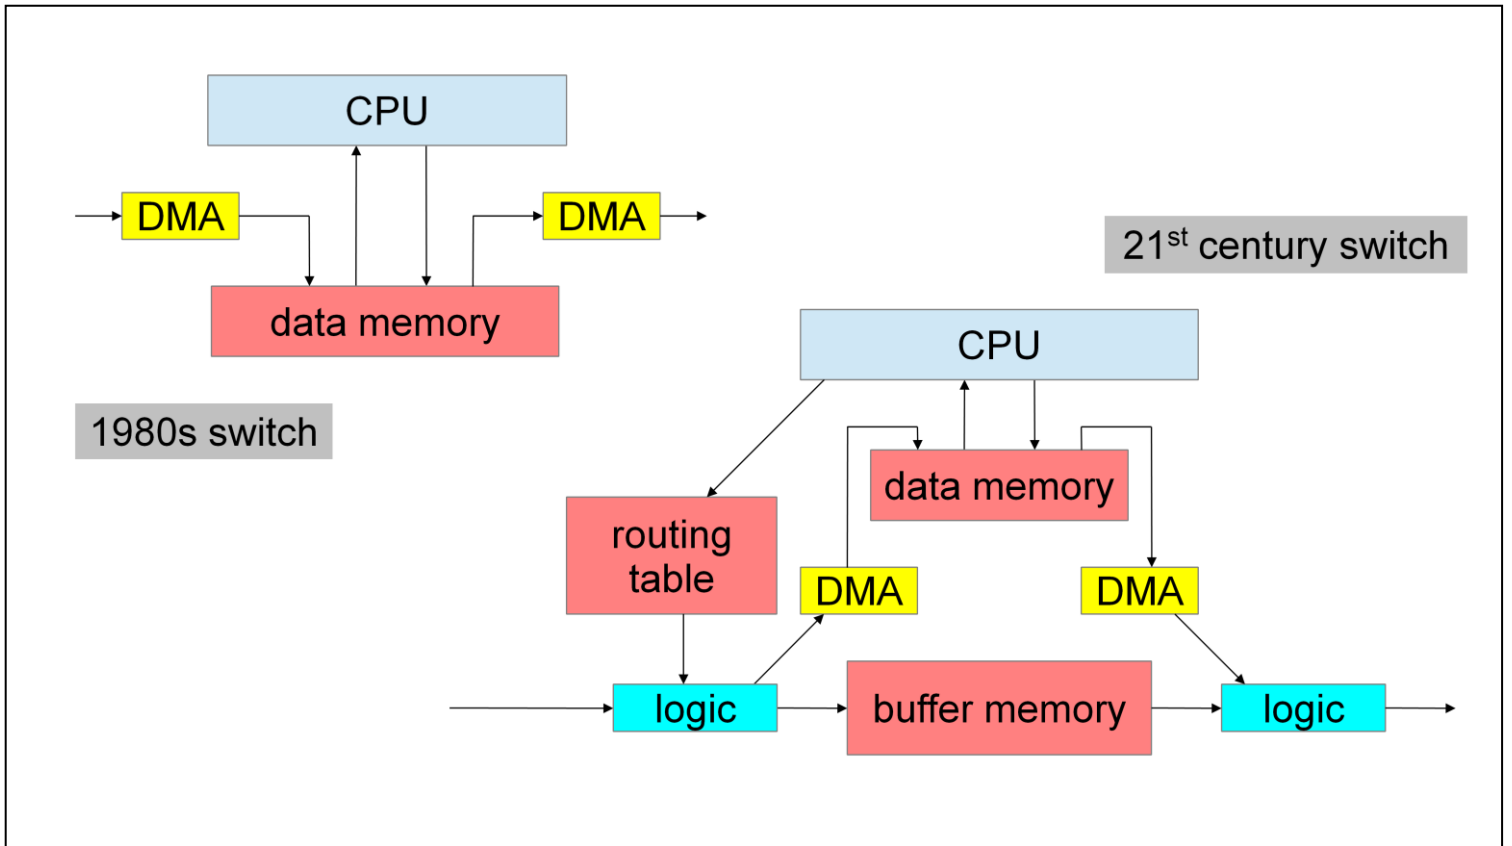 CPU
DMA
DMA
data memory
1980s switch
21st century switch
CPU
data memory
routing
table
DMA
DMA
logic
buffer memory
logic